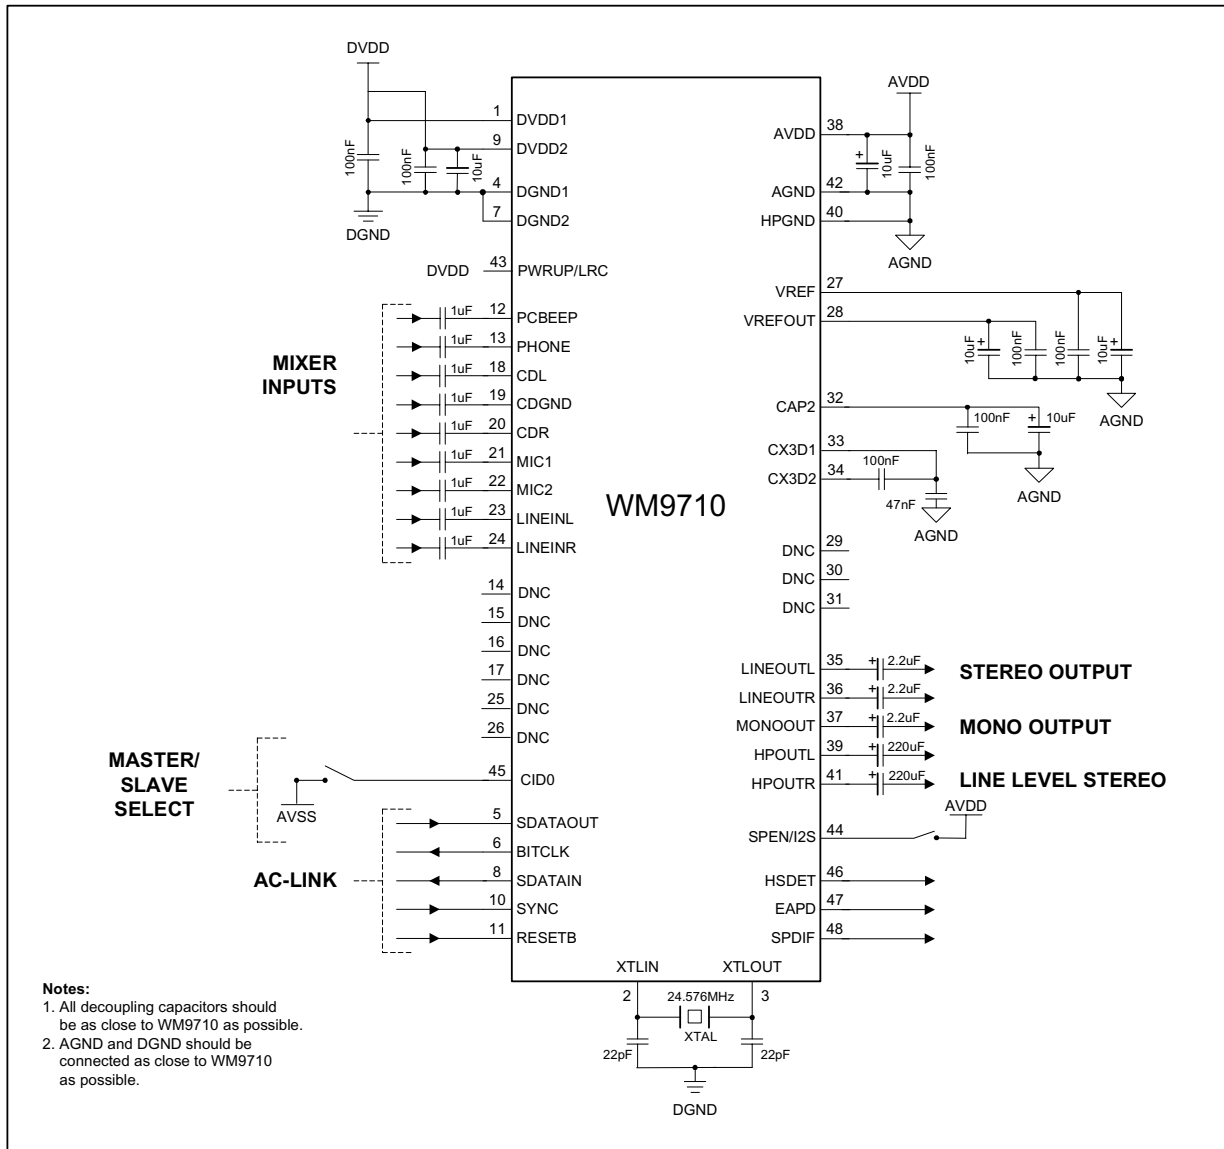 DVDD
1 DVDD1
9 DVDD2
100nF 100nF 10uF
4 DGND1
7 DGND2
DGND
DVDD 43 PWRUP/LRC
MIXER
INPUTS
1uF 12 PCBEEP
1uF 13 PHONE
1uF 18 CDL
1uF 19 CDGND
1uF 20 CDR
1uF 21 MIC1
1uF 22 MIC2
1uF 23 LINEINL
1uF 24 LINEINR
14 DNC
15 DNC
16 DNC
17 DNC
25 DNC
26 DNC
MASTER/
SLAVE
SELECT
AVSS
45 CID0
AC-LINK
5 SDATAOUT
6 BITCLK
8 SDATAIN
10 SYNC
11 RESETB
WM9710
AVDD
AVDD 38
+ 10uF 100nF
AGND 42
HPGND 40
AGND
VREF 27
VREFOUT 28
10uF + 100nF 100nF 10uF +
AGND
CAP2 32
100nF + 10uF
AGND
CX3D1 33
CX3D2 34
100nF
47nF
AGND
DNC 29
DNC 30
DNC 31
LINEOUTL 35 + 2.2uF
STEREO OUTPUT
LINEOUTR 36 + 2.2uF
MONOOUT 37 + 2.2uF MONO OUTPUT
HPOUTL 39 + 220uF
HPOUTR 41 + 220uF LINE LEVEL STEREO
AVDD
SPEN/I2S 44
HSDET 46
EAPD 47
SPDIF 48
XTLIN XTLOUT
2 24.576MHz 3
XTAL
22pF 22pF
DGND
Notes:
1. All decoupling capacitors should
be as close to WM9710 as possible.
2. AGND and DGND should be
connected as close to WM9710
as possible.